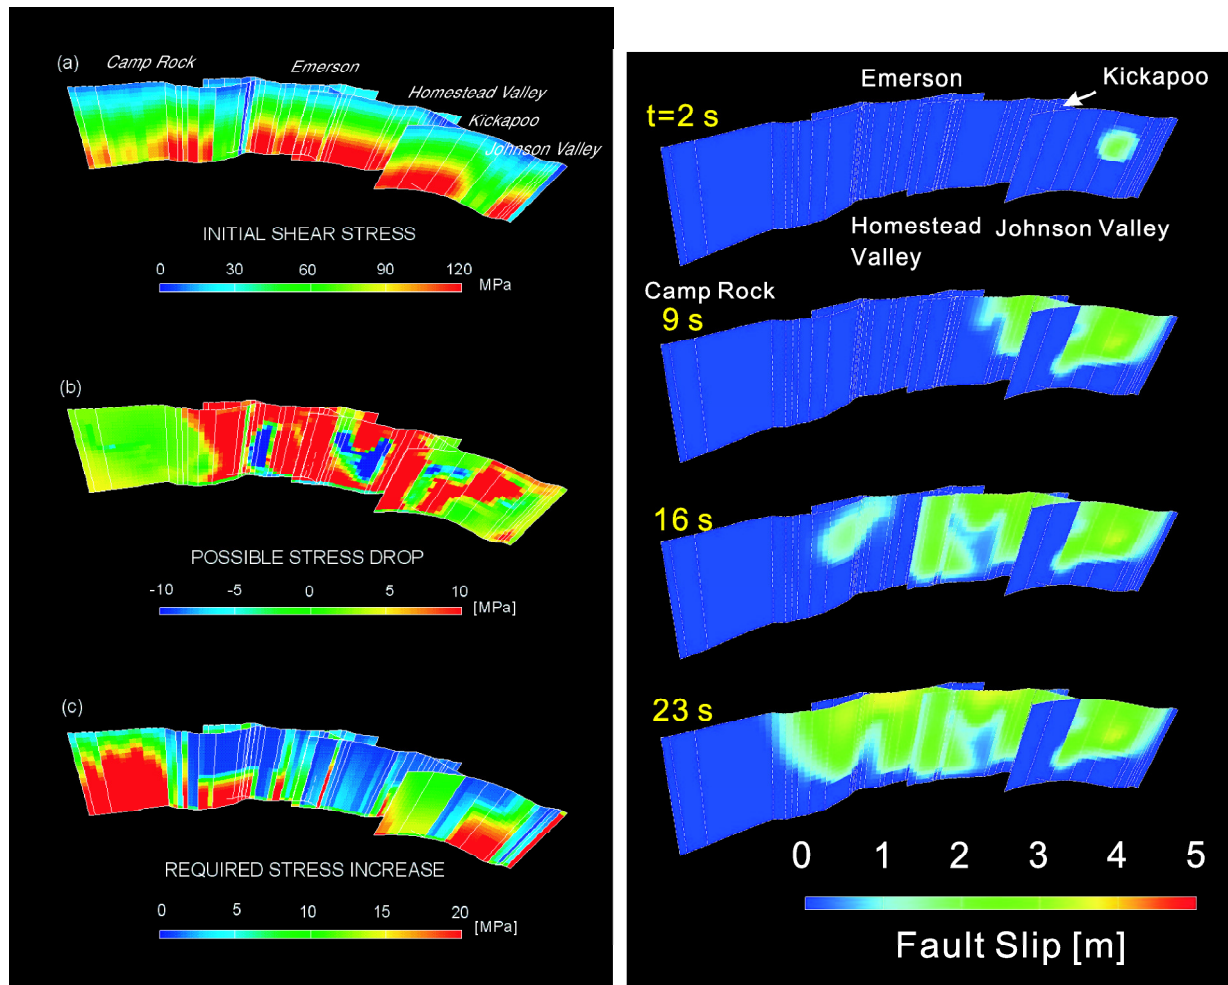 (a)
Camp Rock
Emerson
Homestead Valley
Kickapoo
Johnson Valley
INITIAL SHEAR STRESS
0 30 60 90 120
MPa
(b)
POSSIBLE STRESS DROP
-10 -5 0 5 10
[MPa]
(c)
REQUIRED STRESS INCREASE
0 5 10 15 20
[MPa]
Emerson
Kickapoo
t=2 s
Homestead
Valley
Johnson Valley
Camp Rock
9 s
16 s
23 s
0 1 2 3 4 5
Fault Slip [m]